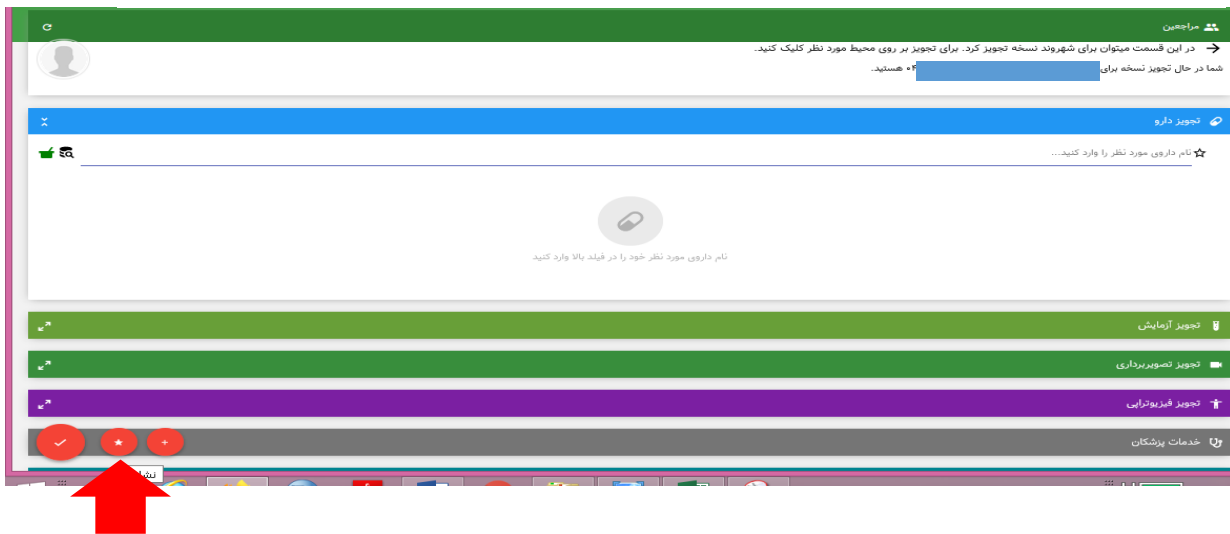 مراجعین
→ در این قسمت میتوان برای شهروند نسخه تجویز کرد. برای تجویز بر روی محیط مورد نظر کلیک کنید.
شما در حال تجویز نسخه برای ۰۴ هستید.
تجویز دارو
نام داروی مورد نظر را وارد کنید...
نام داروی مورد نظر خود را در فیلد بالا وارد کنید
تجویز آزمایش
تجویز تصویربرداری
تجویز فیزیوتراپی
خدمات پزشکان